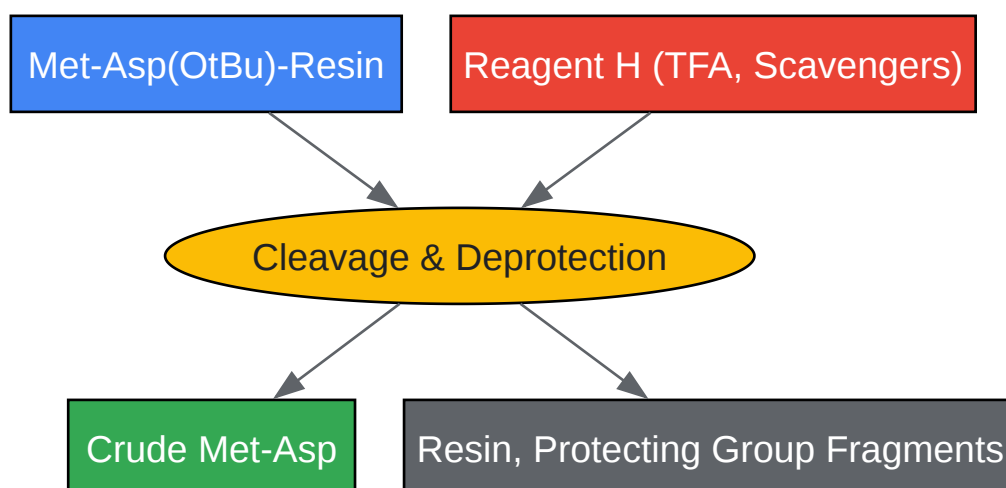 Met-Asp(OtBu)-Resin
Reagent H (TFA, Scavengers)
Cleavage & Deprotection
Crude Met-Asp
Resin, Protecting Group Fragments